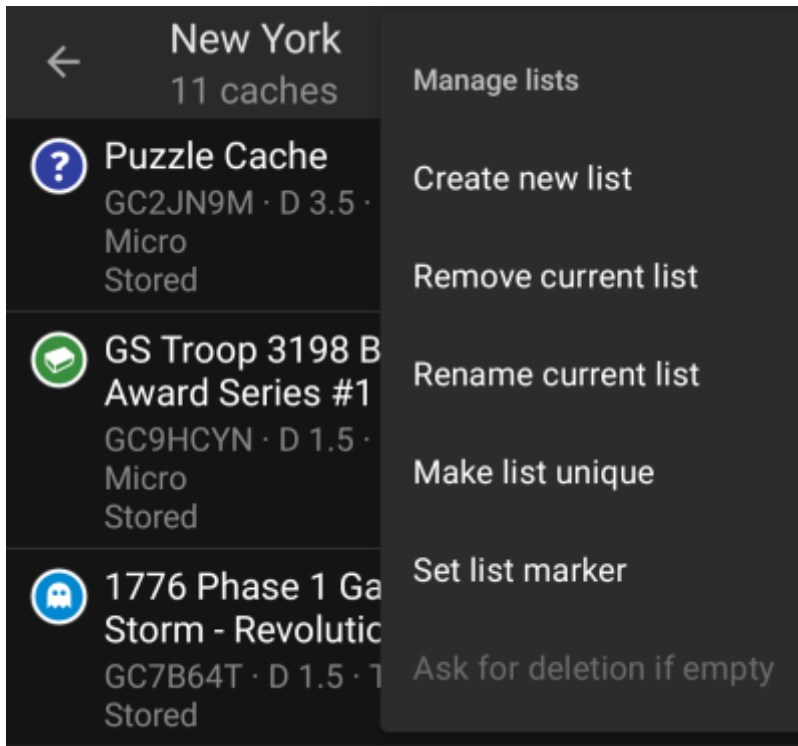 New York
11 caches
Puzzle Cache
GC2JN9M · D 3.5 ·
Micro
Stored
GS Troop 3198 B
Award Series #1
GC9HCYN · D 1.5 ·
Micro
Stored
1776 Phase 1 Ga
Storm - Revolutio
GC7B64T · D 1.5 · T
Stored
Manage lists
Create new list
Remove current list
Rename current list
Make list unique
Set list marker
Ask for deletion if empty